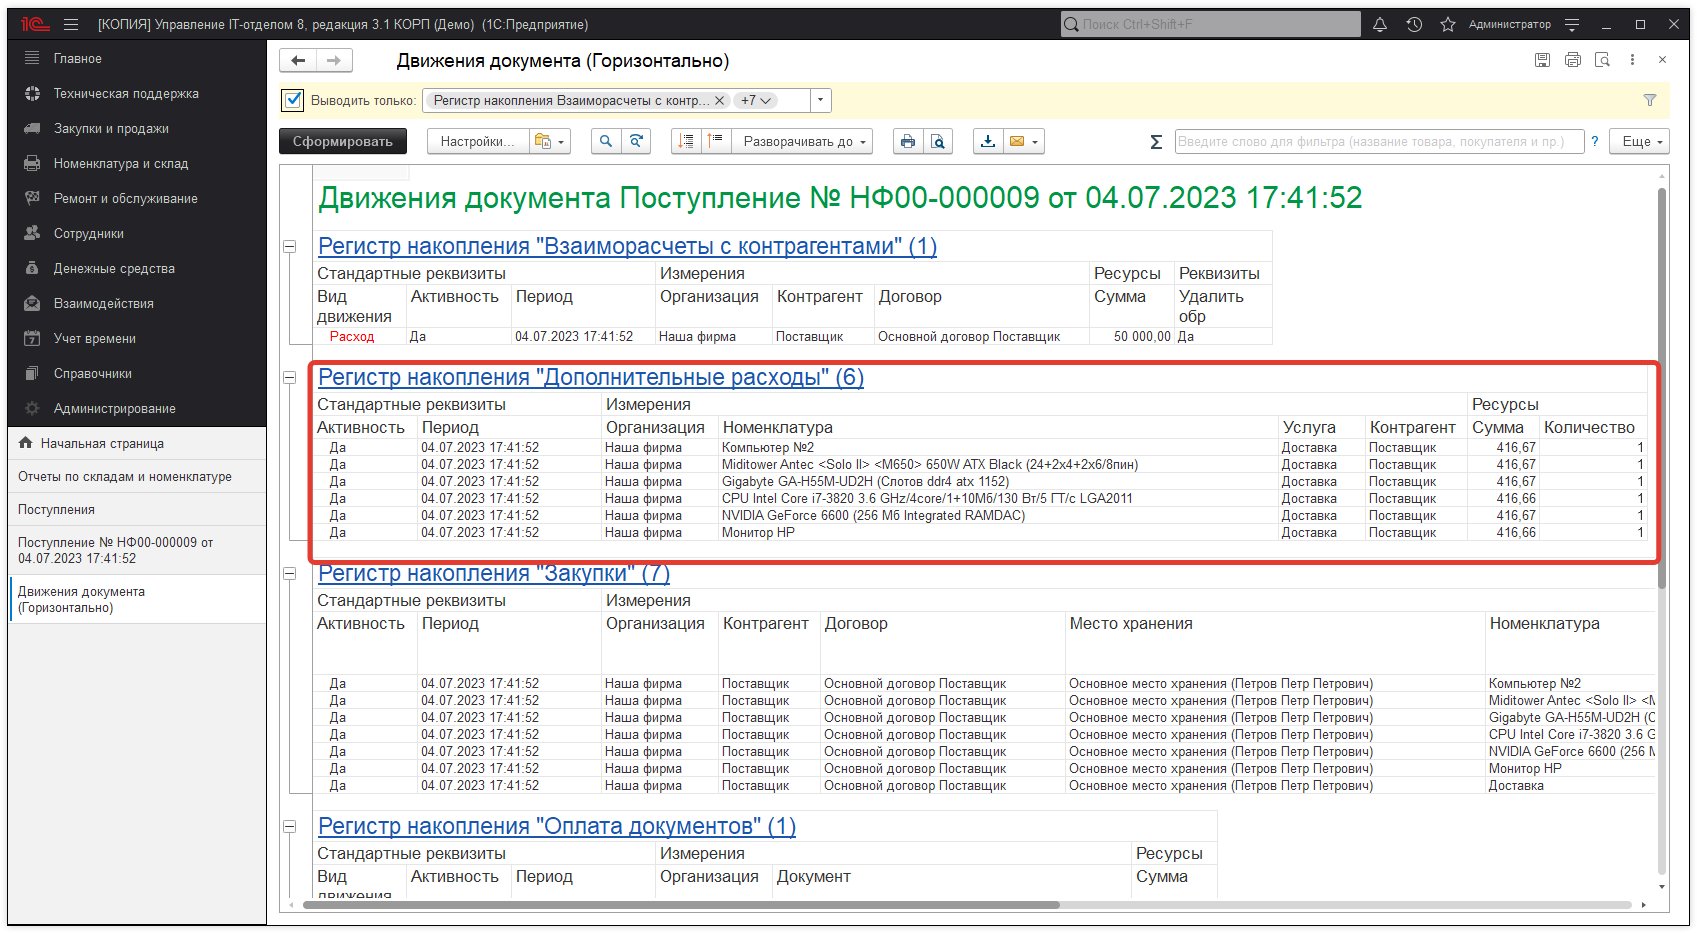 [КОПИЯ] Управление IT-отделом 8, редакция 3.1 КОРП (Демо) (1С:Предприятие)
Поиск Ctrl+Shift+F
Администратор
Главное
Техническая поддержка
Закупки и продажи
Номенклатура и склад
Ремонт и обслуживание
Сотрудники
Денежные средства
Взаимодействия
Учет времени
Справочники
Администрирование
Начальная страница
Отчеты по складам и номенклатуре
Поступления
Поступление № НФ00-000009 от
04.07.2023 17:41:52
Движения документа
(Горизонтально)
Движения документа (Горизонтально)
Выводить только: Регистр накопления Взаиморасчеты с контр... +7
Сформировать Настройки... Разворачивать до Σ Введите слово для фильтра (название товара, покупателя и пр.) ? Еще
Движения документа Поступление № НФ00-000009 от 04.07.2023 17:41:52
Регистр накопления "Взаиморасчеты с контрагентами" (1)
Стандартные реквизиты Измерения Ресурсы Реквизиты
Вид движения Активность Период Организация Контрагент Договор Сумма Удалить обр
Расход Да 04.07.2023 17:41:52 Наша фирма Поставщик Основной договор Поставщик 50 000,00 Да
Регистр накопления "Дополнительные расходы" (6)
Стандартные реквизиты Измерения Ресурсы
Активность Период Организация Номенклатура Услуга Контрагент Сумма Количество
Да 04.07.2023 17:41:52 Наша фирма Компьютер №2 Доставка Поставщик 416,67 1
Да 04.07.2023 17:41:52 Наша фирма Miditower Antec <Solo II> <M650> 650W ATX Black (24+2x4+2x6/8пин) Доставка Поставщик 416,67 1
Да 04.07.2023 17:41:52 Наша фирма Gigabyte GA-H55M-UD2H (Слотов ddr4 atx 1152) Доставка Поставщик 416,67 1
Да 04.07.2023 17:41:52 Наша фирма CPU Intel Core i7-3820 3.6 GHz/4core/1+10Мб/130 Вт/5 ГТ/с LGA2011 Доставка Поставщик 416,66 1
Да 04.07.2023 17:41:52 Наша фирма NVIDIA GeForce 6600 (256 Мб Integrated RAMDAC) Доставка Поставщик 416,67 1
Да 04.07.2023 17:41:52 Наша фирма Монитор HP Доставка Поставщик 416,66 1
Регистр накопления "Закупки" (7)
Стандартные реквизиты Измерения
Активность Период Организация Контрагент Договор Место хранения Номенклатура
Да 04.07.2023 17:41:52 Наша фирма Поставщик Основной договор Поставщик Основное место хранения (Петров Петр Петрович) Компьютер №2
Да 04.07.2023 17:41:52 Наша фирма Поставщик Основной договор Поставщик Основное место хранения (Петров Петр Петрович) Miditower Antec <Solo II> <M
Да 04.07.2023 17:41:52 Наша фирма Поставщик Основной договор Поставщик Основное место хранения (Петров Петр Петрович) Gigabyte GA-H55M-UD2H (С
Да 04.07.2023 17:41:52 Наша фирма Поставщик Основной договор Поставщик Основное место хранения (Петров Петр Петрович) CPU Intel Core i7-3820 3.6 G
Да 04.07.2023 17:41:52 Наша фирма Поставщик Основной договор Поставщик Основное место хранения (Петров Петр Петрович) NVIDIA GeForce 6600 (256 М
Да 04.07.2023 17:41:52 Наша фирма Поставщик Основной договор Поставщик Основное место хранения (Петров Петр Петрович) Монитор HP
Да 04.07.2023 17:41:52 Наша фирма Поставщик Основной договор Поставщик Основное место хранения (Петров Петр Петрович) Доставка
Регистр накопления "Оплата документов" (1)
Стандартные реквизиты Измерения Ресурсы
Вид движения Активность Период Организация Документ Сумма